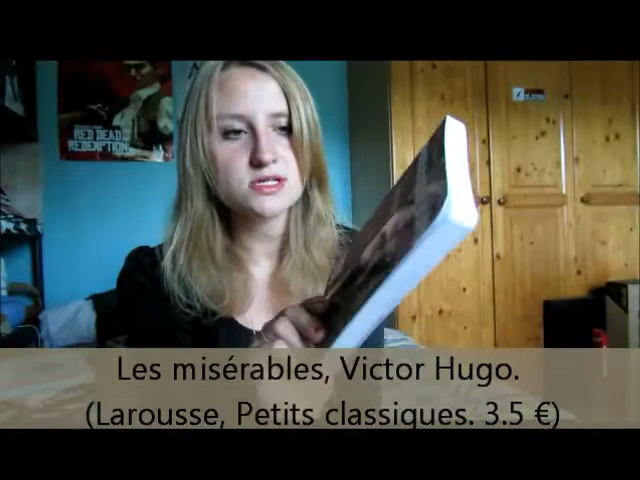 RED DEAD
REDEMPTION
Les misérables, Victor Hugo.
(Larousse, Petits classiques. 3.5 €)